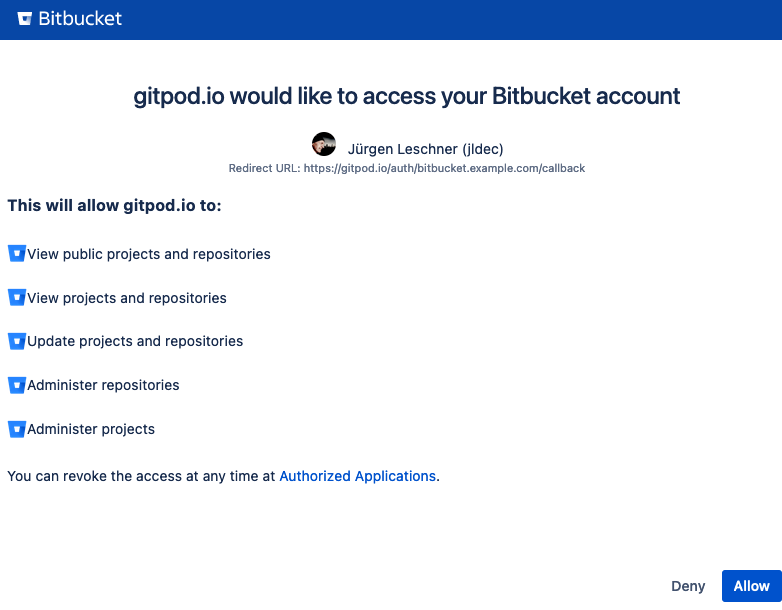 Bitbucket
gitpod.io would like to access your Bitbucket account
Jürgen Leschner (jldec)
Redirect URL: https://gitpod.io/auth/bitbucket.example.com/callback
This will allow gitpod.io to:
View public projects and repositories
View projects and repositories
Update projects and repositories
Administer repositories
Administer projects
You can revoke the access at any time at Authorized Applications.
Deny Allow